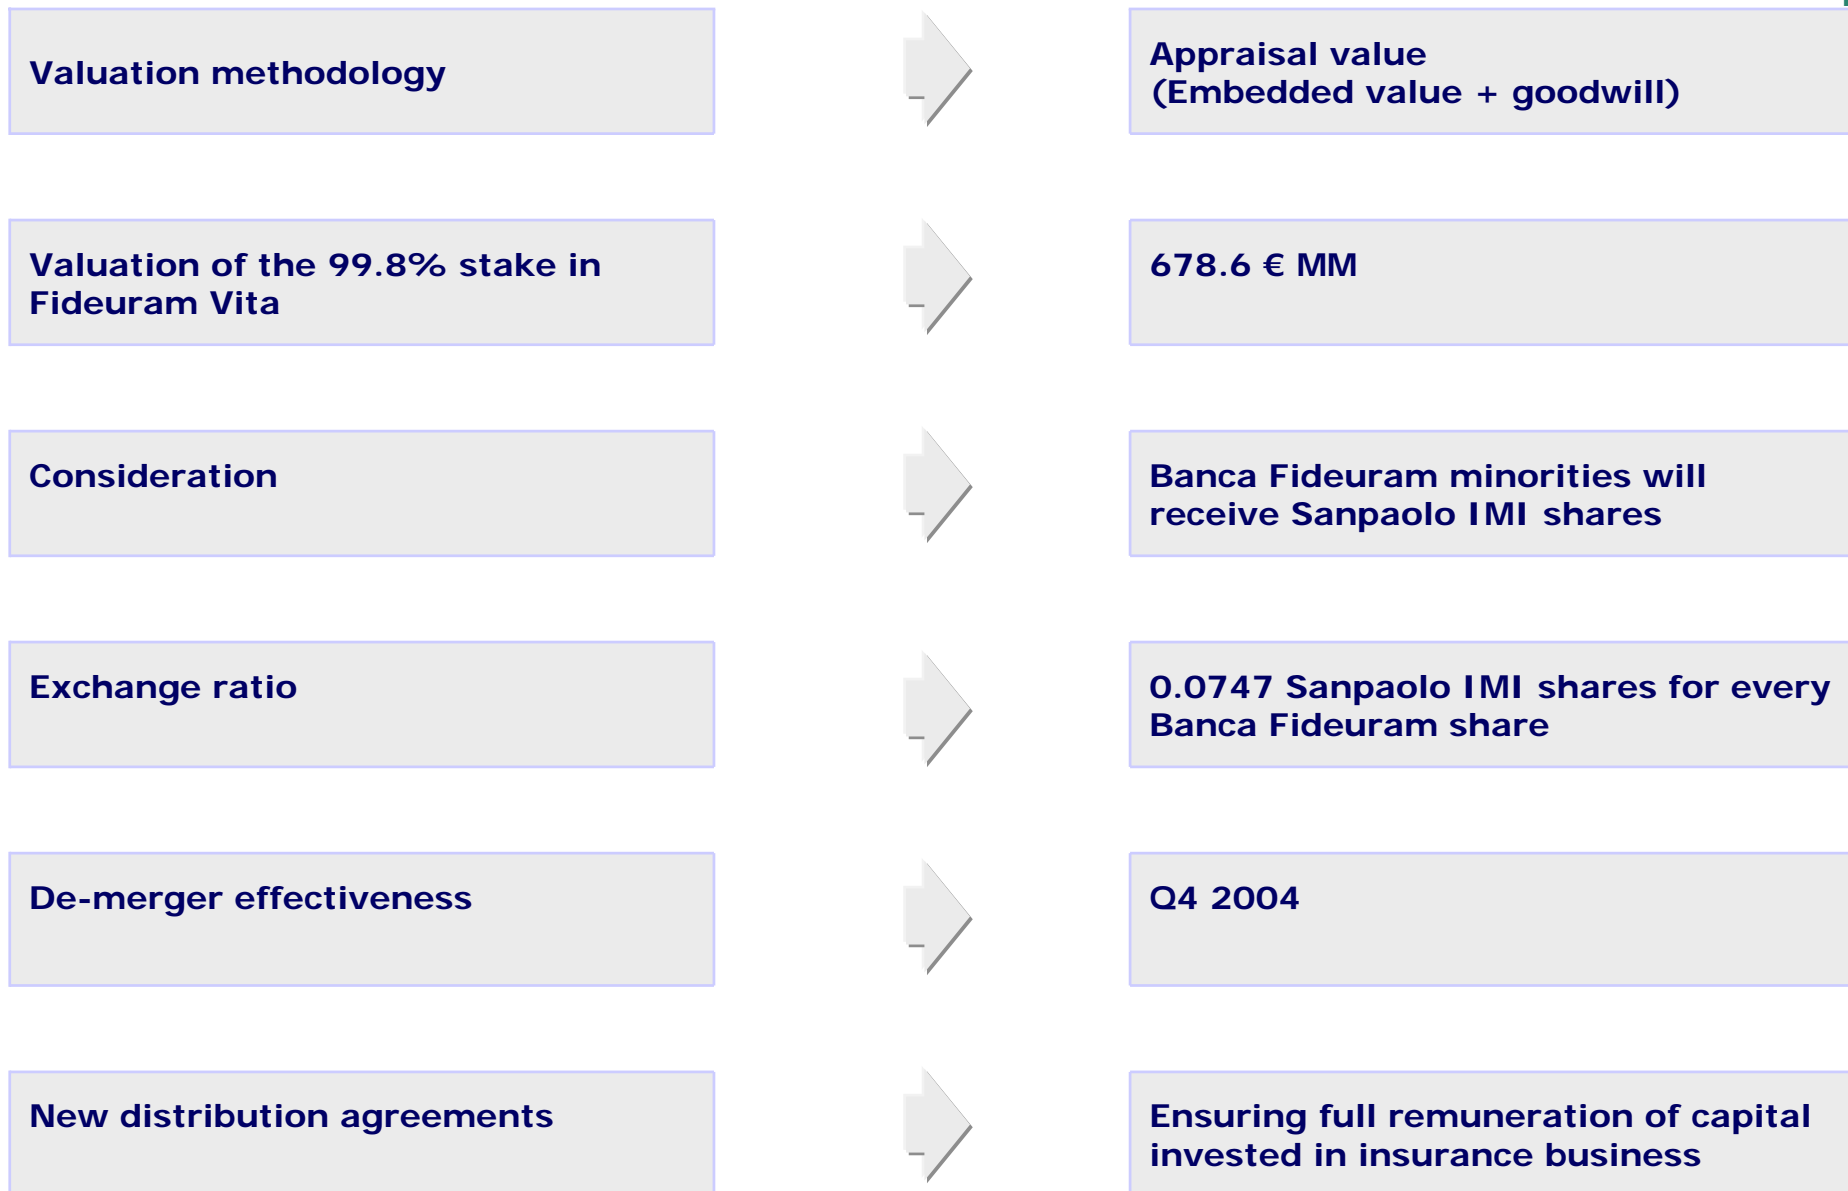 Valuation methodology
Appraisal value
(Embedded value + goodwill)
Valuation of the 99.8% stake in
Fideuram Vita
678.6 € MM
Consideration
Banca Fideuram minorities will
receive Sanpaolo IMI shares
Exchange ratio
0.0747 Sanpaolo IMI shares for every
Banca Fideuram share
De-merger effectiveness
Q4 2004
New distribution agreements
Ensuring full remuneration of capital
invested in insurance business